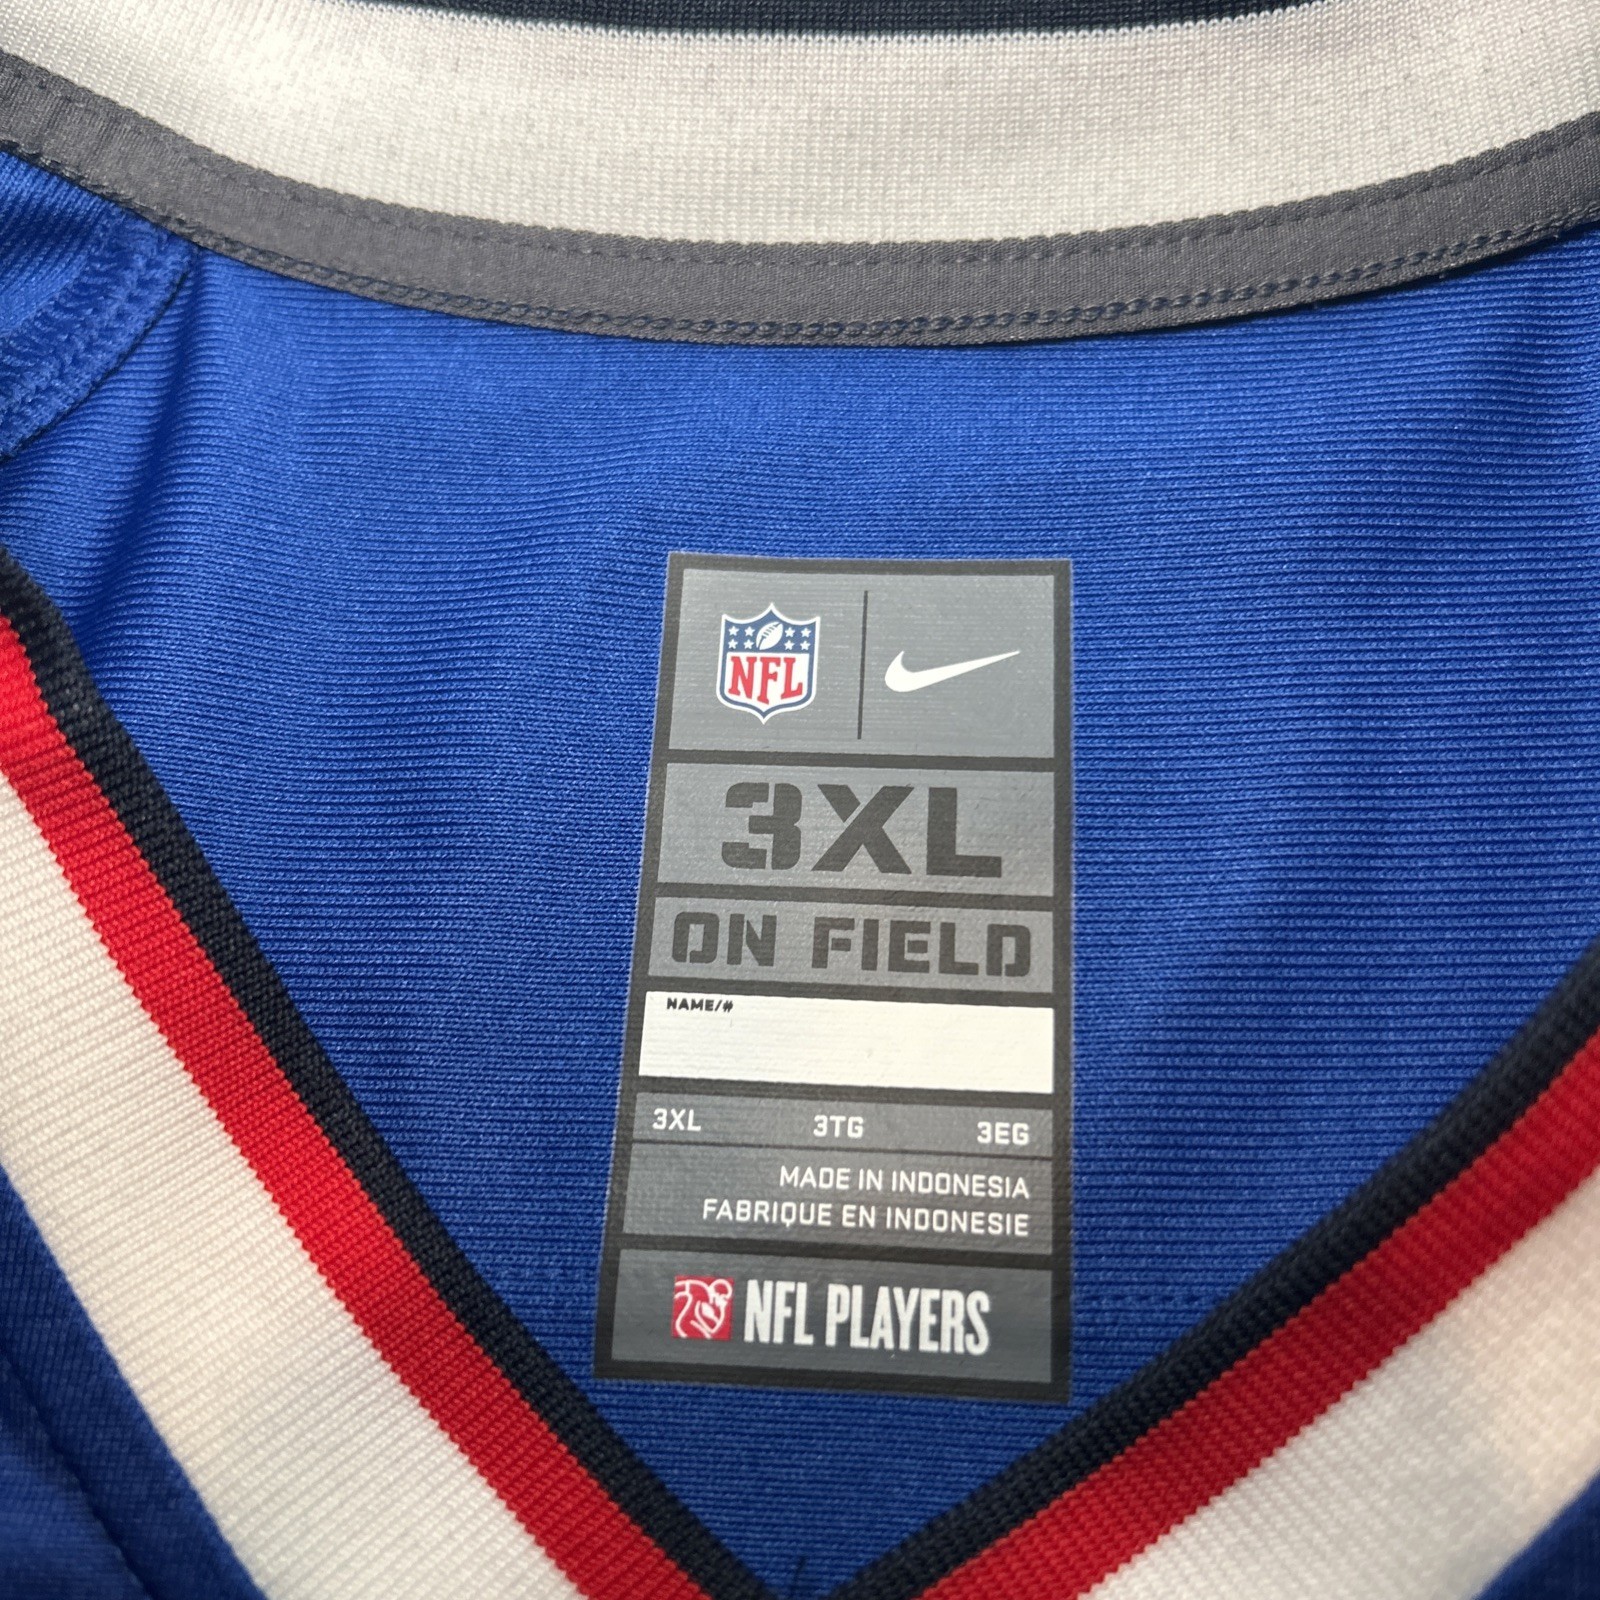 NFL
3XL
ON FIELD
NAME/#
3XL 3TG 3EG
MADE IN INDONESIA
FABRIQUE EN INDONESIE
NFL PLAYERS